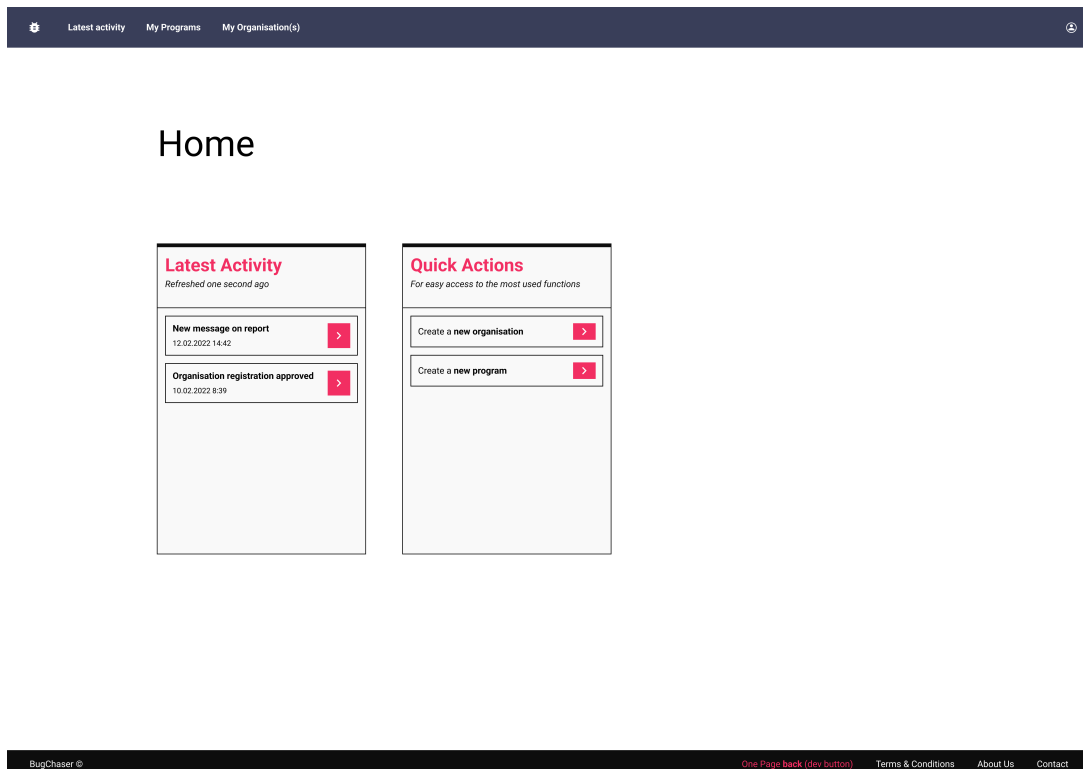 Latest activity My Programs My Organisation(s)
Home
Latest Activity
Refreshed one second ago
New message on report
12.02.2022 14:42
Organisation registration approved
10.02.2022 8:39
Quick Actions
For easy access to the most used functions
Create a new organisation
Create a new program
BugChaser © One Page back (dev button) Terms & Conditions About Us Contact